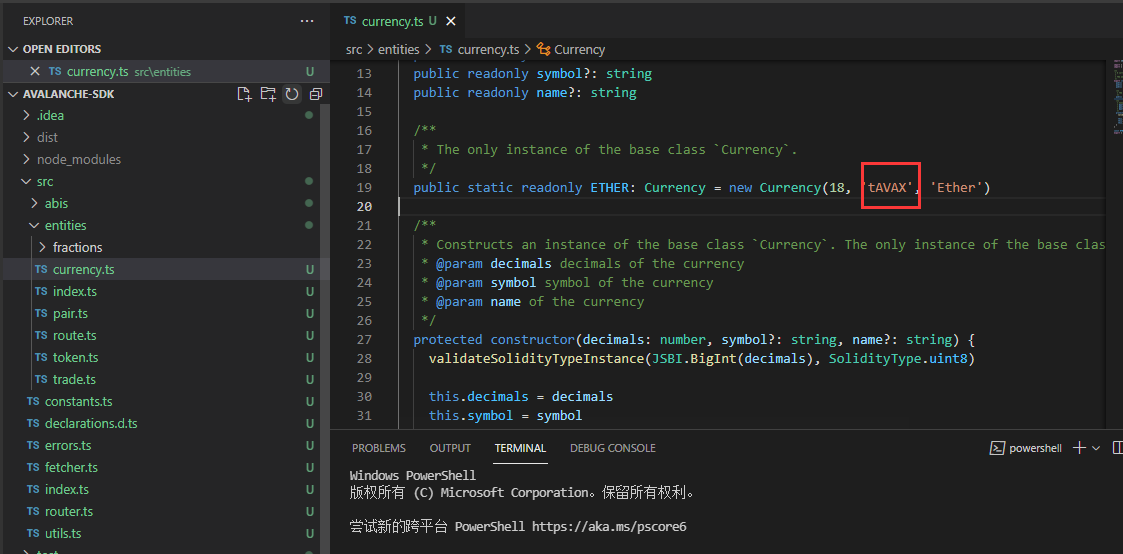 EXPLORER
OPEN EDITORS
TS currency.ts src\entities U
AVALANCHE-SDK
.idea
dist
node_modules
src
abis
entities
fractions
TS currency.ts U
TS index.ts U
TS pair.ts U
TS route.ts U
TS token.ts U
TS trade.ts U
TS constants.ts U
TS declarations.d.ts U
TS errors.ts U
TS fetcher.ts U
TS index.ts U
TS router.ts U
TS utils.ts U
TS currency.ts U
src > entities > TS currency.ts > Currency
13 public readonly symbol?: string
14 public readonly name?: string
15
16 /**
17 * The only instance of the base class `Currency`.
18 */
19 public static readonly ETHER: Currency = new Currency(18, 'tAVAX', 'Ether')
20
21 /**
22 * Constructs an instance of the base class `Currency`. The only instance of the base clas
23 * @param decimals decimals of the currency
24 * @param symbol symbol of the currency
25 * @param name of the currency
26 */
27 protected constructor(decimals: number, symbol?: string, name?: string) {
28 validateSolidityTypeInstance(JSBI.BigInt(decimals), SolidityType.uint8)
29
30 this.decimals = decimals
31 this.symbol = symbol
PROBLEMS OUTPUT TERMINAL DEBUG CONSOLE powershell
Windows PowerShell
版权所有 (C) Microsoft Corporation。保留所有权利。
尝试新的跨平台 PowerShell https://aka.ms/pscore6